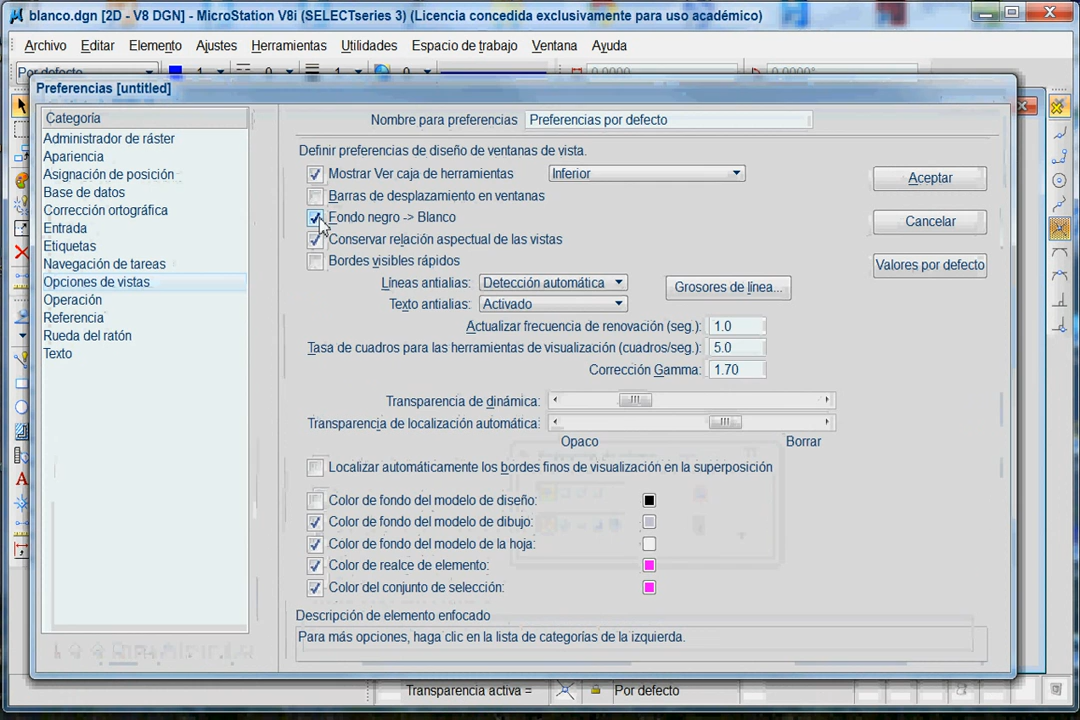 blanco.dgn [2D - V8 DGN] - MicroStation V8i (SELECTseries 3) (Licencia concedida exclusivamente para uso académico)
Archivo Editar Elemento Ajustes Herramientas Utilidades Espacio de trabajo Ventana Ayuda
Por defecto 1 0 1 0 0.0000 0.0000°
Preferencias [untitled]
Categoría
Administrador de ráster
Apariencia
Asignación de posición
Base de datos
Corrección ortográfica
Entrada
Etiquetas
Navegación de tareas
Opciones de vistas
Operación
Referencia
Rueda del ratón
Texto
Nombre para preferencias Preferencias por defecto
Definir preferencias de diseño de ventanas de vista.
Mostrar Ver caja de herramientas Inferior
Barras de desplazamiento en ventanas
Fondo negro -> Blanco
Conservar relación aspectual de las vistas
Bordes visibles rápidos
Líneas antialias: Detección automática Grosores de línea...
Texto antialias: Activado
Actualizar frecuencia de renovación (seg.): 1.0
Tasa de cuadros para las herramientas de visualización (cuadros/seg.): 5.0
Corrección Gamma: 1.70
Transparencia de dinámica:
Transparencia de localización automática:
Opaco Borrar
Localizar automáticamente los bordes finos de visualización en la superposición
Color de fondo del modelo de diseño:
Color de fondo del modelo de dibujo:
Color de fondo del modelo de la hoja:
Color de realce de elemento:
Color del conjunto de selección:
Descripción de elemento enfocado
Para más opciones, haga clic en la lista de categorías de la izquierda.
Aceptar
Cancelar
Valores por defecto
Transparencia activa = Por defecto